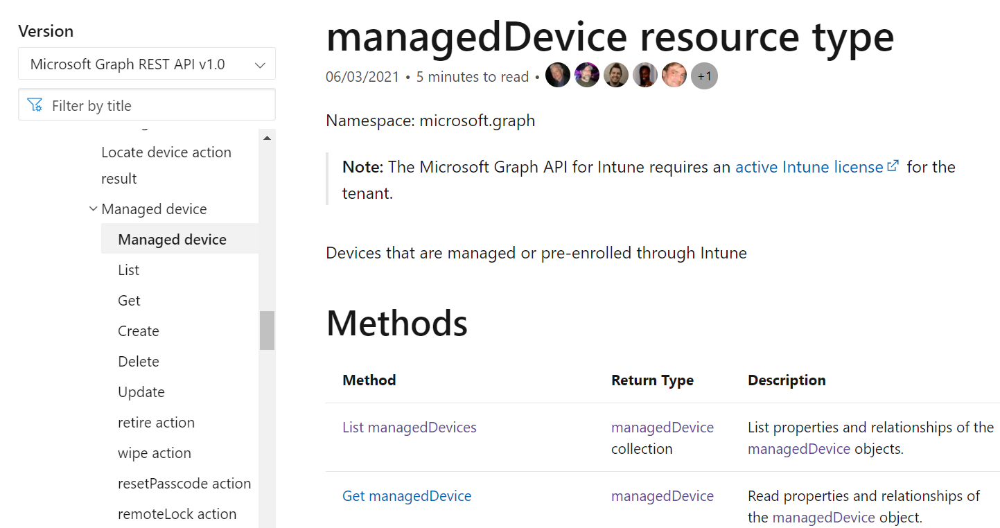 Version
Microsoft Graph REST API v1.0
Filter by title
Locate device action
result
Managed device
Managed device
List
Get
Create
Delete
Update
retire action
wipe action
resetPasscode action
remoteLock action
managedDevice resource type
06/03/2021 • 5 minutes to read • +1
Namespace: microsoft.graph
Note: The Microsoft Graph API for Intune requires an active Intune license for the
tenant.
Devices that are managed or pre-enrolled through Intune
Methods
Method Return Type Description
List managedDevices managedDevice List properties and relationships of the
collection managedDevice objects.
Get managedDevice managedDevice Read properties and relationships of
the managedDevice object.